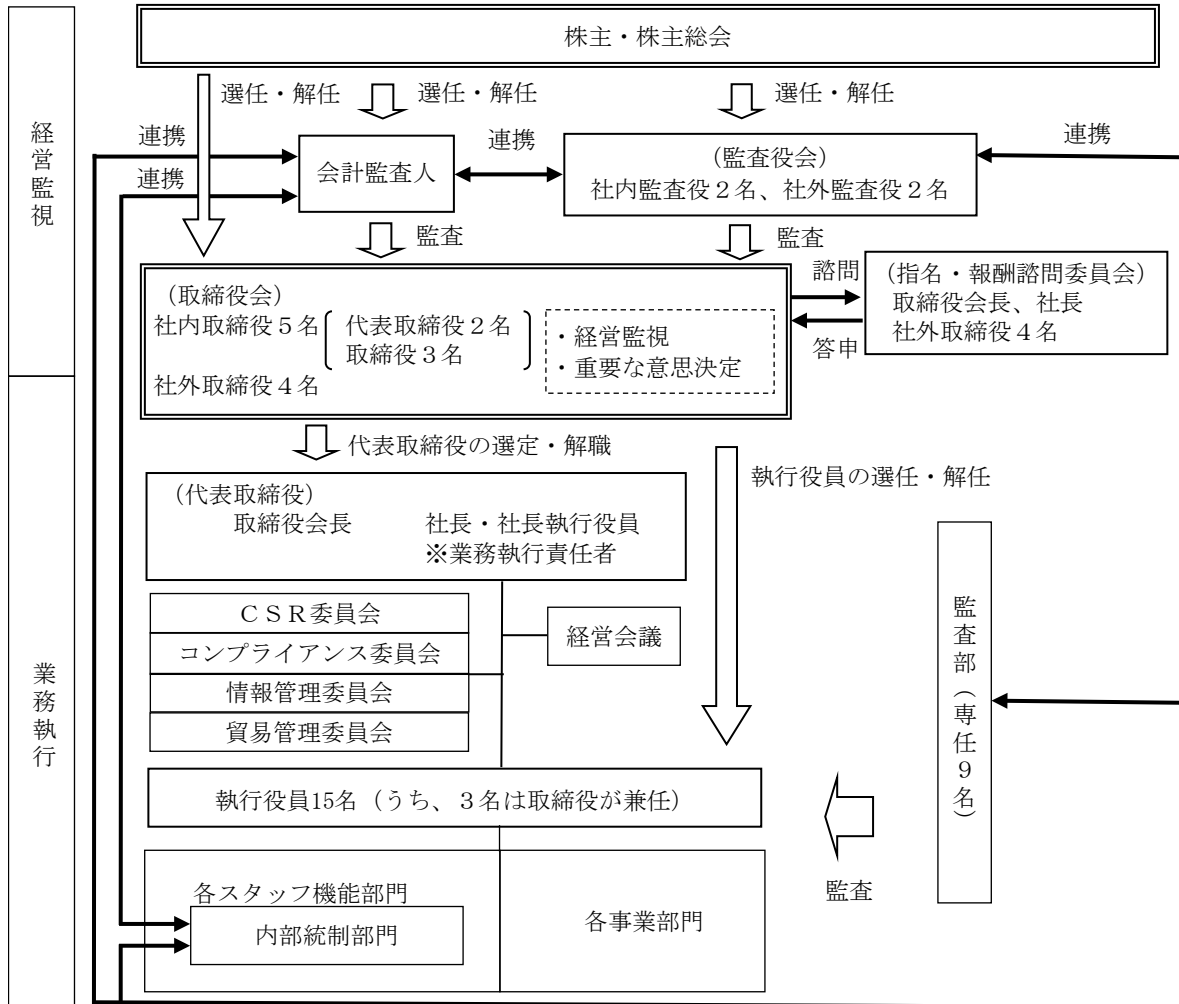 経営監視
業務執行
株主・株主総会
選任・解任
選任・解任
選任・解任
連携
連携
会計監査人
連携
（監査役会）
社内監査役２名、社外監査役２名
連携
監査
監査
（取締役会）
社内取締役５名
代表取締役２名
取締役３名
社外取締役４名
・経営監視
・重要な意思決定
諮問
答申
（指名・報酬諮問委員会）
取締役会長、社長
社外取締役４名
代表取締役の選定・解職
執行役員の選任・解任
（代表取締役）
取締役会長　社長・社長執行役員
※業務執行責任者
ＣＳＲ委員会
コンプライアンス委員会
情報管理委員会
貿易管理委員会
経営会議
監査部（専任９名）
執行役員15名（うち、３名は取締役が兼任）
監査
各スタッフ機能部門
内部統制部門
各事業部門